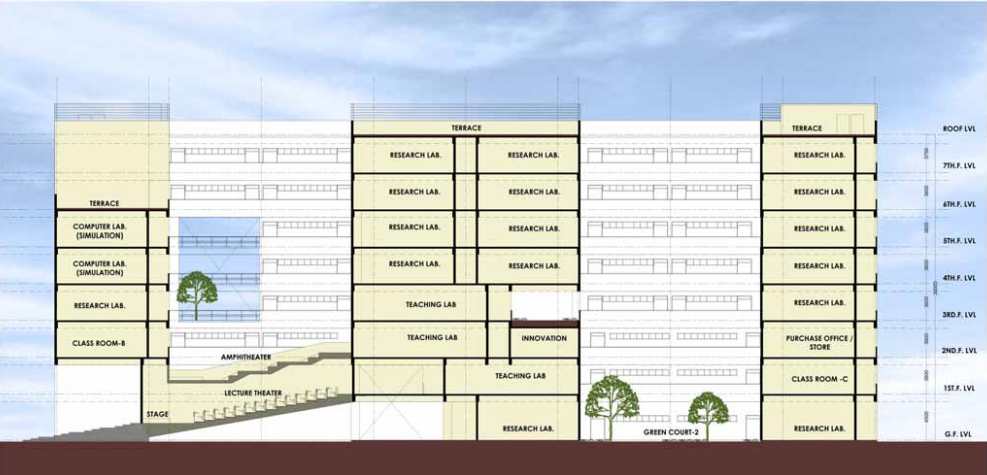 TERRACE
TERRACE
ROOF LVL
RESEARCH LAB.
RESEARCH LAB.
RESEARCH LAB.
7TH.F. LVL
RESEARCH LAB.
RESEARCH LAB.
RESEARCH LAB.
TERRACE
6TH.F. LVL
COMPUTER LAB.
(SIMULATION)
RESEARCH LAB.
RESEARCH LAB.
RESEARCH LAB.
5TH.F. LVL
COMPUTER LAB.
(SIMULATION)
RESEARCH LAB.
RESEARCH LAB.
RESEARCH LAB.
4TH.F. LVL
RESEARCH LAB.
TEACHING LAB
RESEARCH LAB.
3RD.F. LVL
CLASS ROOM-B
TEACHING LAB
INNOVATION
PURCHASE OFFICE /
STORE
2ND.F. LVL
AMPHITHEATER
TEACHING LAB
CLASS ROOM -C
1ST.F. LVL
LECTURE THEATER
STAGE
RESEARCH LAB.
GREEN COURT-2
RESEARCH LAB.
G.F. LVL